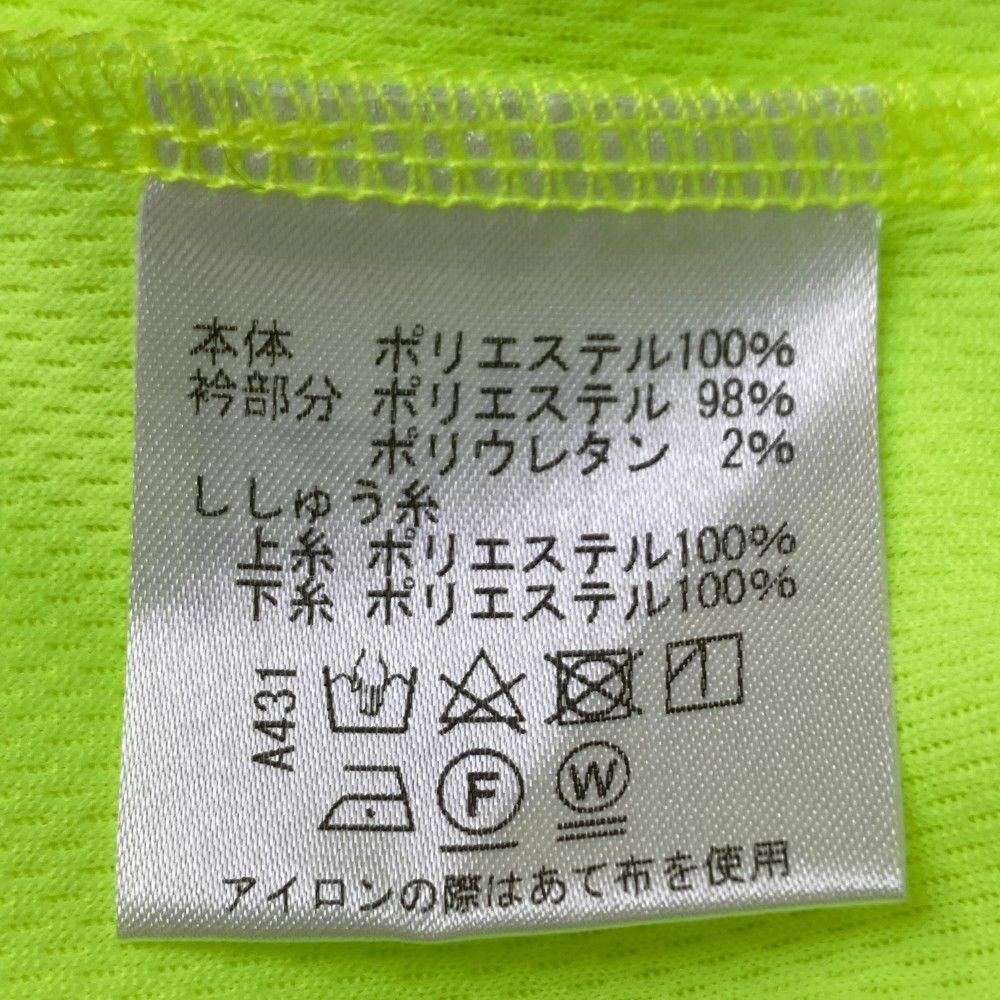 本体 ポリエステル100%
衿部分 ポリエステル 98%
ポリウレタン 2%
ししゅう糸
上糸 ポリエステル100%
下糸 ポリエステル100%
A431
F W
アイロンの際はあて布を使用